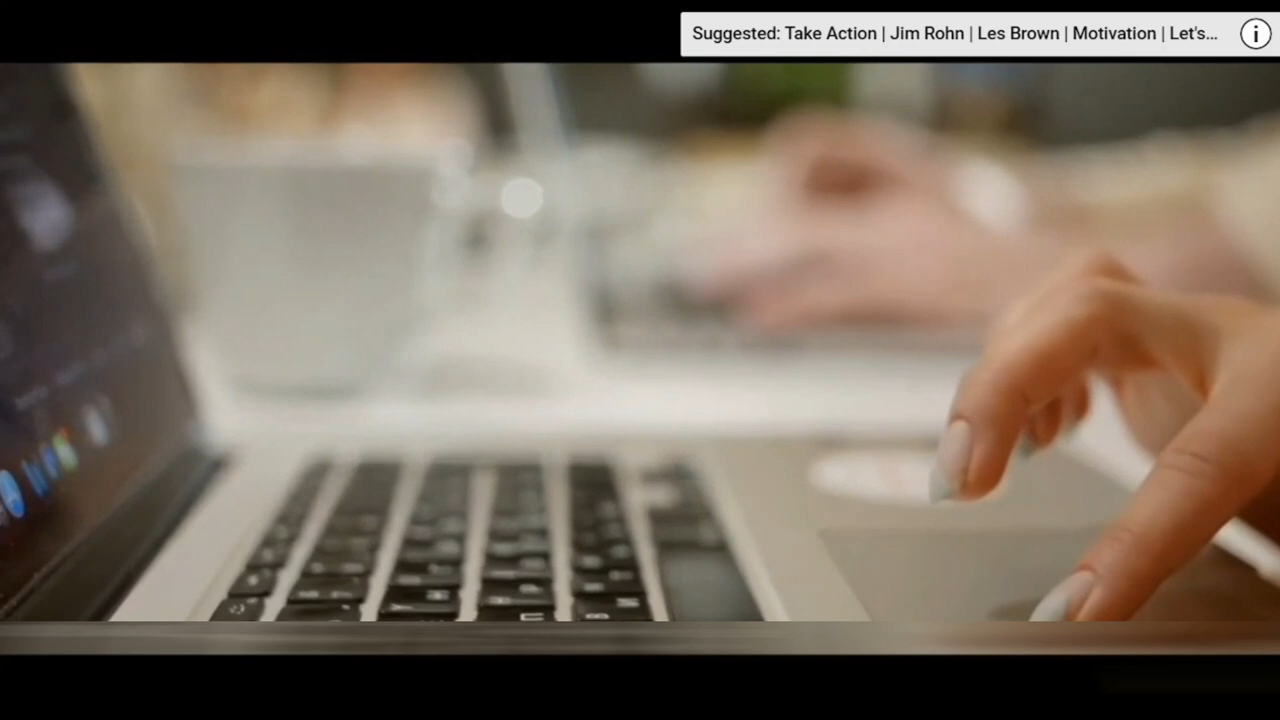 Suggested: Take Action | Jim Rohn | Les Brown | Motivation | Let's...